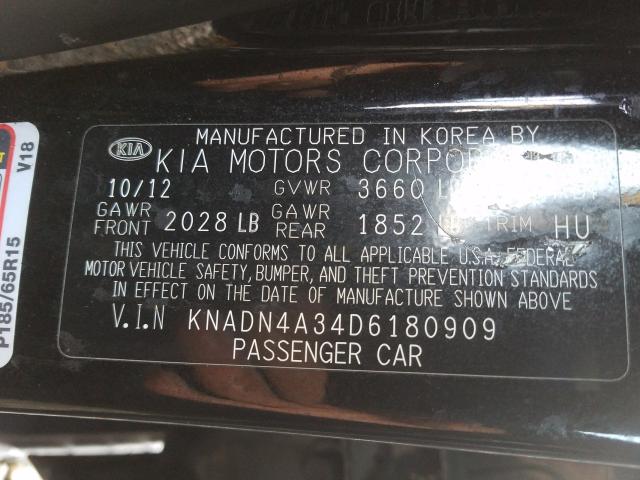 MANUFACTURED IN KOREA BY
KIA KIA MOTORS
10/12 GVWR 3660
GAWR FRONT 2028 LB GAWR REAR 1852 TRIM HU
THIS VEHICLE CONFORMS TO ALL APPLICABLE U.S.A. FEDERAL
MOTOR VEHICLE SAFETY, BUMPER, AND THEFT PREVENTION STANDARDS
IN EFFECT ON THE DATE OF MANUFACTURE SHOWN ABOVE
V.I.N KNADN4A34D6180909
PASSENGER CAR
P185/65R15
V18